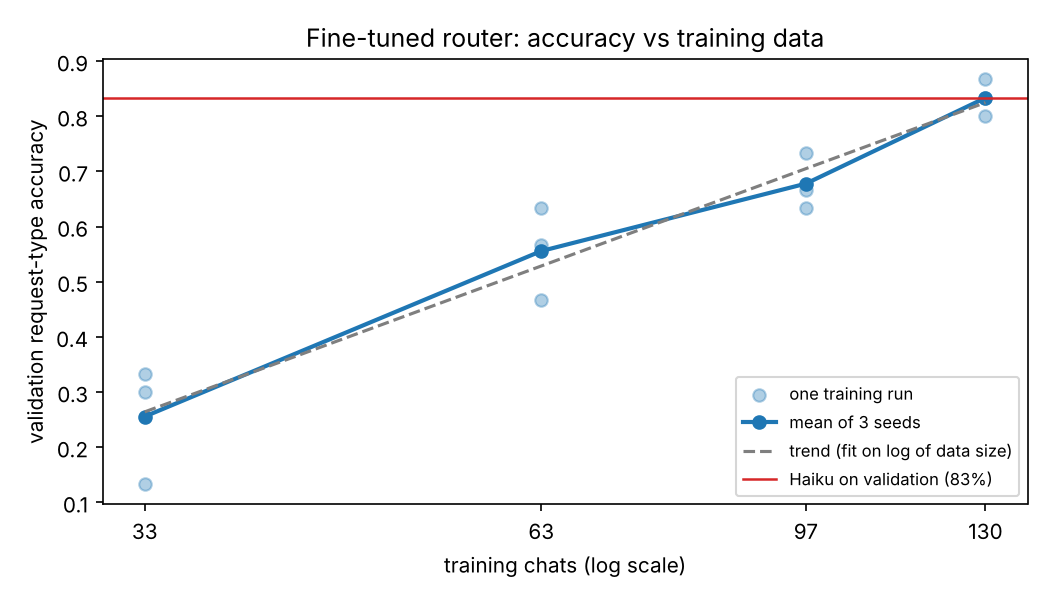 Fine-tuned router: accuracy vs training data
validation request-type accuracy
0.9
0.8
0.7
0.6
0.5
0.4
0.3
0.2
0.1
one training run
mean of 3 seeds
trend (fit on log of data size)
Haiku on validation (83%)
33 63 97 130
training chats (log scale)